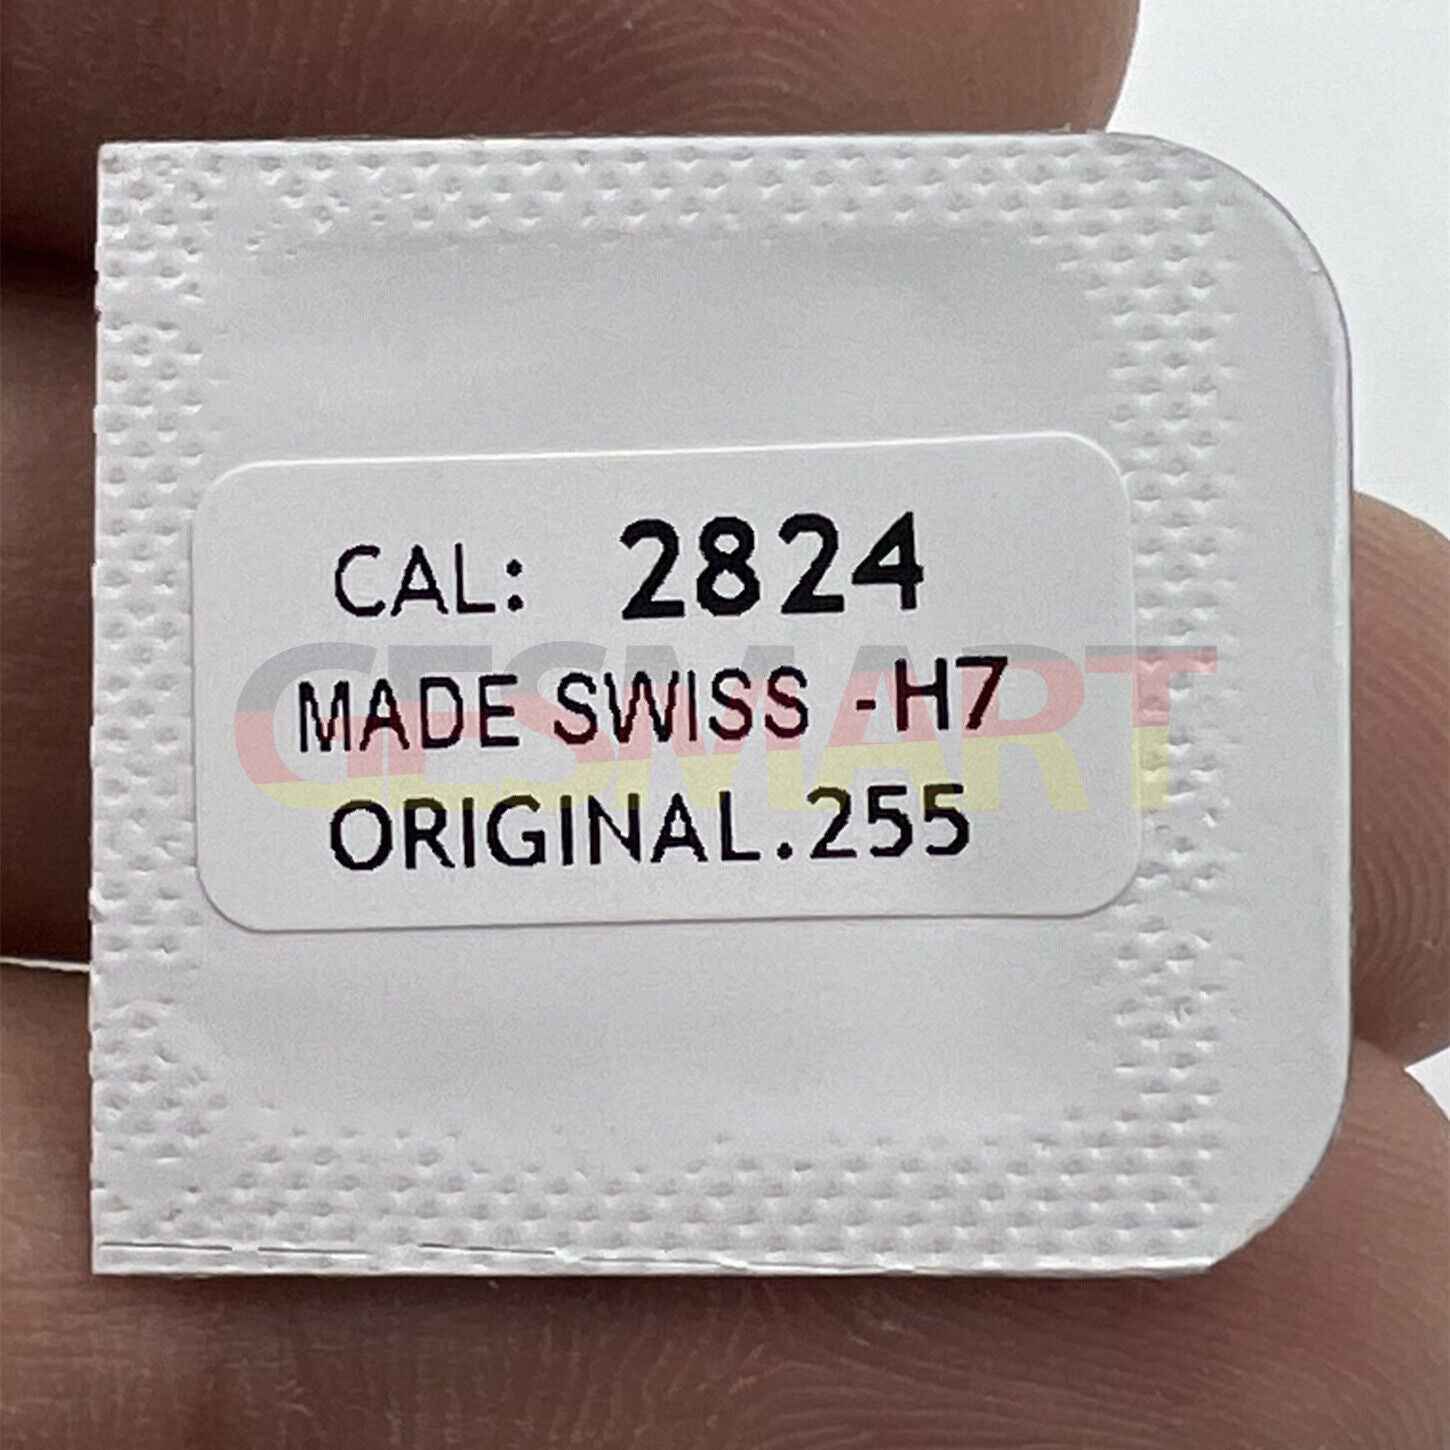 CAL: 2824
MADE SWISS -H7
GESMART
ORIGINAL.255